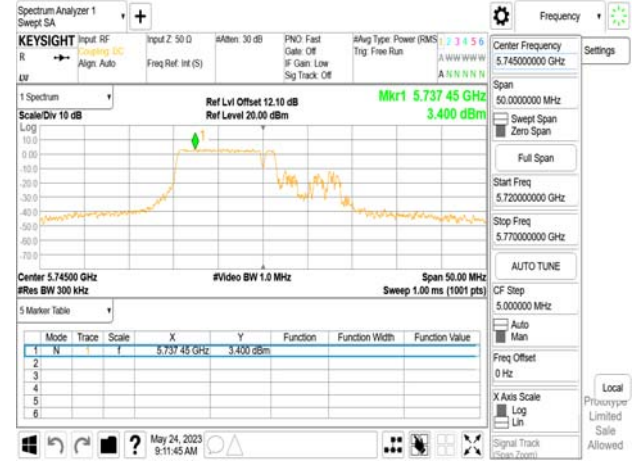 Spectrum Analyzer 1
Swept SA
KEYSIGHT Input: RF Input Z: 50 Ω #Atten: 30 dB PNO: Fast #Avg Type: Power (RMS 1 2 3 4 5 6
R Coupling: DC Gate: Off Trig: Free Run A W W W W W
Align: Auto Freq Ref: Int (S) IF Gain: Low
Sig Track: Off A N N N N N
LV
1 Spectrum
Ref Lvl Offset 12.10 dB
Mkr1 5.737 45 GHz
Scale/Div 10 dB Ref Level 20.00 dBm 3.400 dBm
Log
1
10.0
0.00
-10.0
-20.0
-30.0
-40.0
-50.0
-60.0
-70.0
Center 5.74500 GHz #Video BW 1.0 MHz Span 50.00 MHz
#Res BW 300 kHz Sweep 1.00 ms (1001 pts)
5 Marker Table
Mode Trace Scale X Y Function Function Width Function Value
1 N 1 f 5.737 45 GHz 3.400 dBm
2
3
4
5
6
May 24, 2023
9:11:45 AM
Frequency
Settings
Center Frequency
5.745000000 GHz
Span
50.0000000 MHz
Swept Span
Zero Span
Full Span
Start Freq
5.720000000 GHz
Stop Freq
5.770000000 GHz
AUTO TUNE
CF Step
5.000000 MHz
Auto
Man
Freq Offset
0 Hz
X Axis Scale
Log
Lin
Signal Track
(Span Zoom)
Local
Prototype
Limited
Sale
Allowed